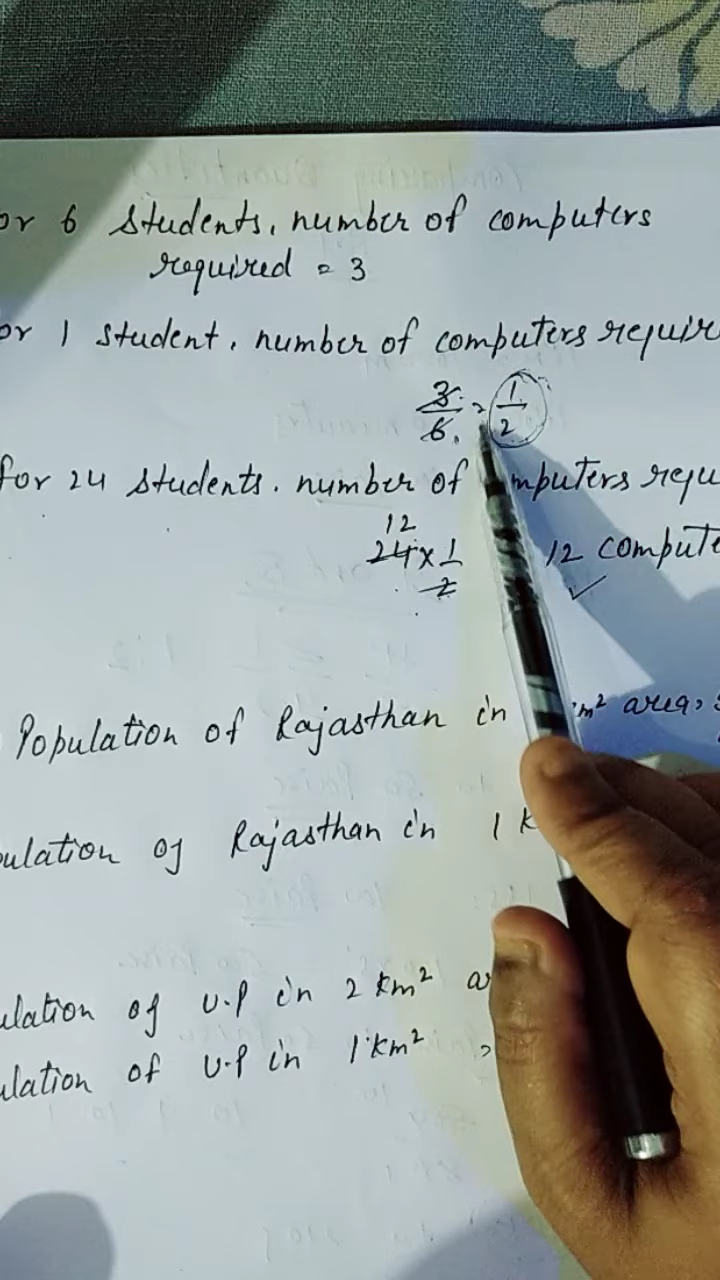 or 6 students, number of computers
required = 3
or 1 student, number of computers requir
3/6 = 1/2
for 24 students. number of mputers requ
12
24 × 1/2 12 compute
Population of Rajasthan in m² area,
ulation of Rajasthan in 1 k
ulation of U.P in 2 km² a
ulation of U.P in 1 km²